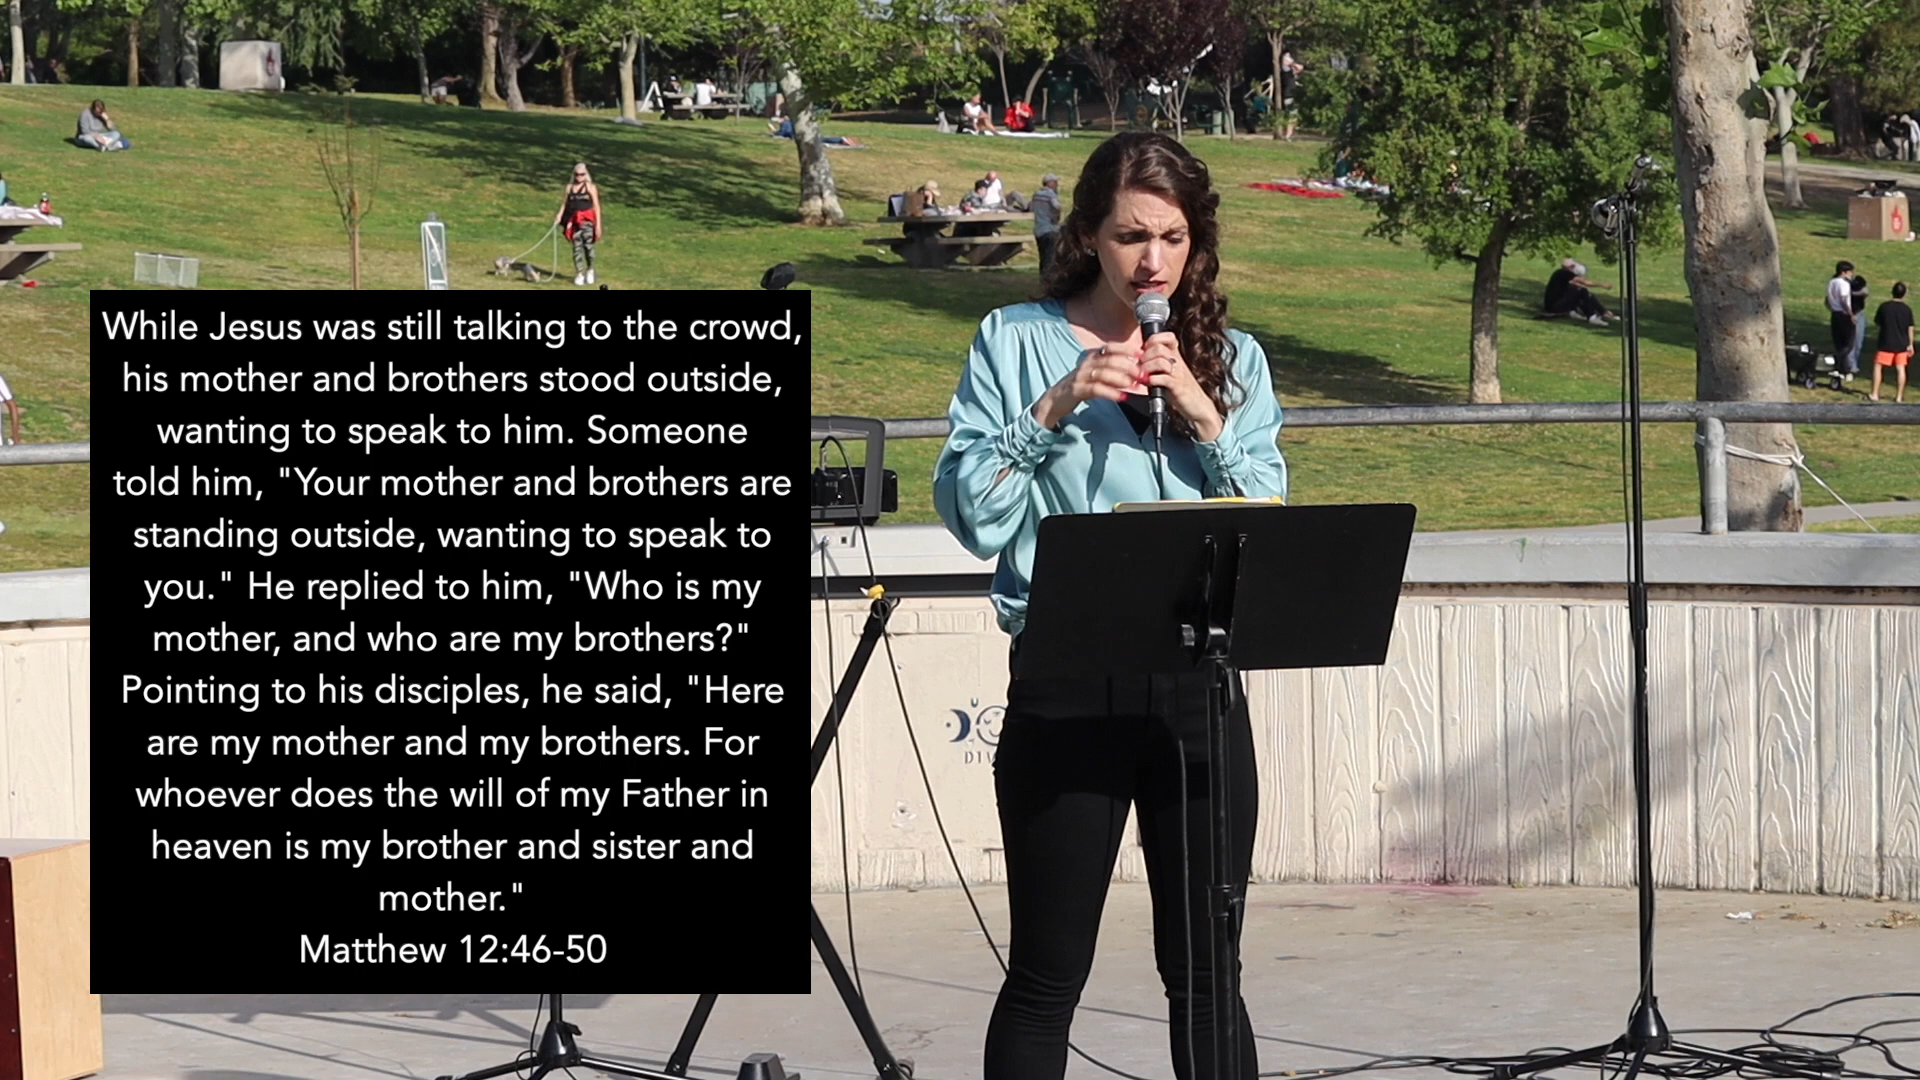 While Jesus was still talking to the crowd,
his mother and brothers stood outside,
wanting to speak to him. Someone
told him, "Your mother and brothers are
standing outside, wanting to speak to
you." He replied to him, "Who is my
mother, and who are my brothers?"
Pointing to his disciples, he said, "Here
are my mother and my brothers. For
whoever does the will of my Father in
heaven is my brother and sister and
mother."
Matthew 12:46-50